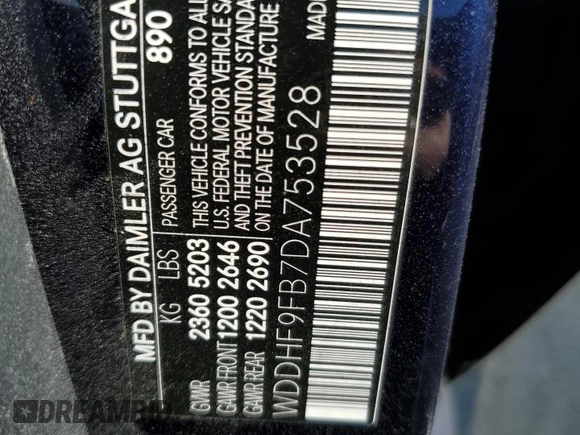 MFD BY DAIMLER AG STUTTGA
890
KG LBS PASSENGER CAR
GVWR 2360 5203 THIS VEHICLE CONFORMS TO ALL
GAWR FRONT 1200 2646 U.S. FEDERAL MOTOR VEHICLE SA
GAWR REAR 1220 2690 AND THEFT PREVENTION STANDA
ON THE DATE OF MANUFACTURE
WDDHF9FB7DA753528 MAD
DREAMBID